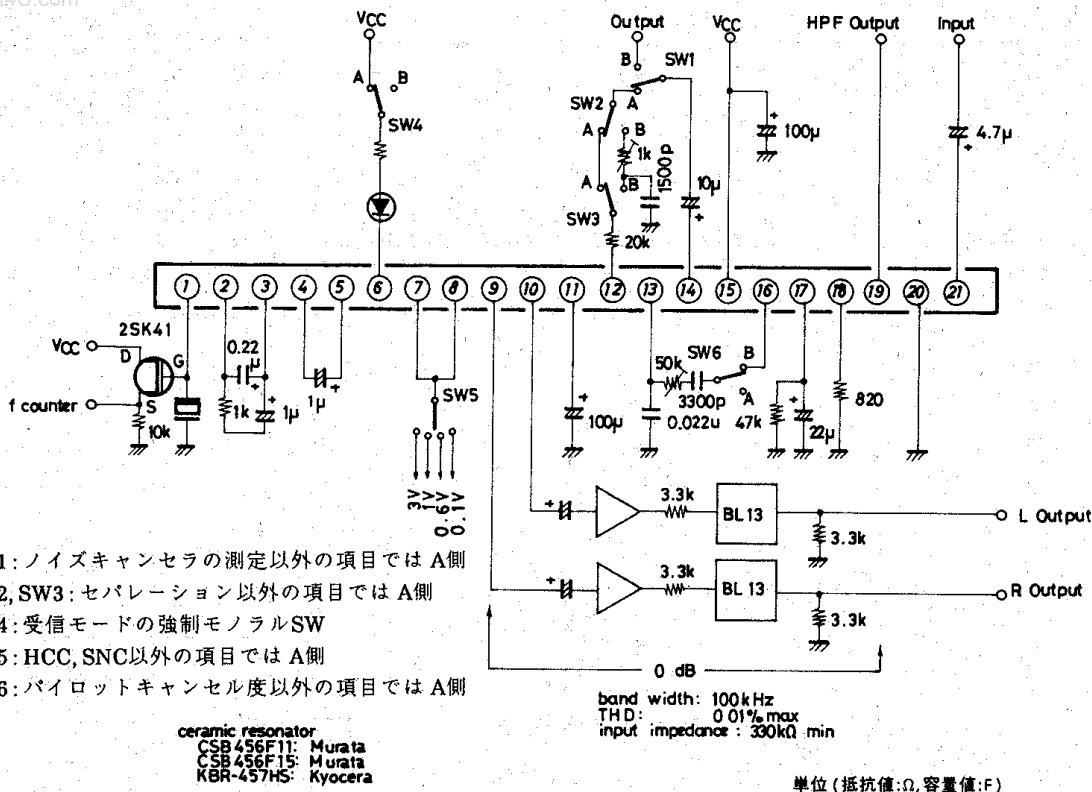 a4U.com
VCC
A
B
SW4
Output
B
SW1
A
SW2
A
B
1k
1500p
A
B
SW3
20k
10μ
VCC
100μ
HPF Output
Input
4.7μ
1 2 3 4 5 6 7 8 9 10 11 12 13 14 15 16 17 18 19 20 21
2SK41
VCC
D
G
S
f counter
10k
0.22μ
1k
1μ
1μ
SW5
3V
1V
0.6V
0.1V
100μ
50k
SW6
B
A
3300p
0.022u
47k
22μ
820
3.3k
BL 13
L Output
3.3k
3.3k
BL 13
R Output
3.3k
0 dB
band width: 100kHz
THD: 0 01% max
input impedance : 330kΩ min
1:ノイズキャンセラの測定以外の項目では A側
2,SW3:セパレーション以外の項目では A側
4:受信モードの強制モノラルSW
5:HCC,SNC以外の項目では A側
6:パイロットキャンセル度以外の項目では A側
ceramic resonator
CSB456F11: Murata
CSB456F15: Murata
KBR-457HS: Kyocera
単位(抵抗値:Ω,容量値:F)